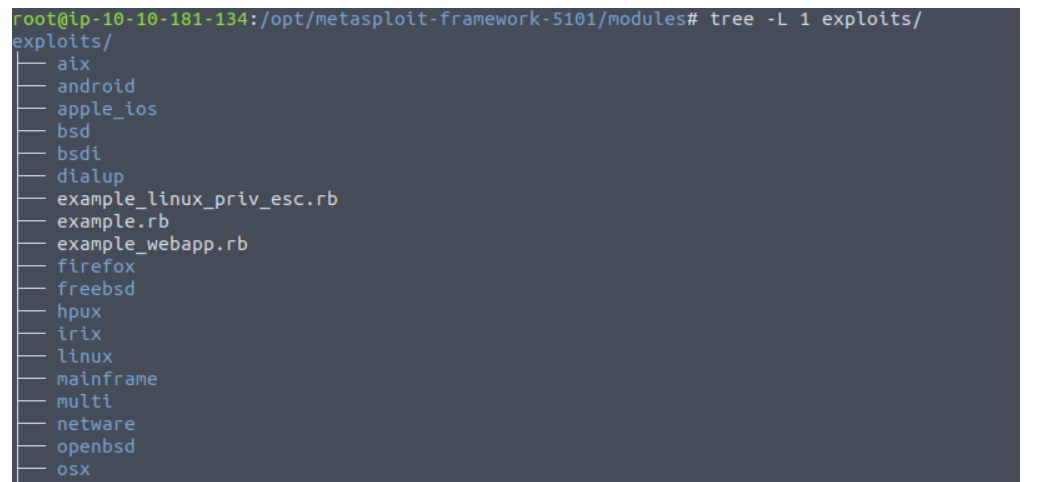 root@ip-10-10-181-134:/opt/metasploit-framework-5101/modules# tree -L 1 exploits/
exploits/
├── aix
├── android
├── apple_ios
├── bsd
├── bsdi
├── dialup
├── example_linux_priv_esc.rb
├── example.rb
├── example_webapp.rb
├── firefox
├── freebsd
├── hpux
├── irix
├── linux
├── mainframe
├── multi
├── netware
├── openbsd
├── osx